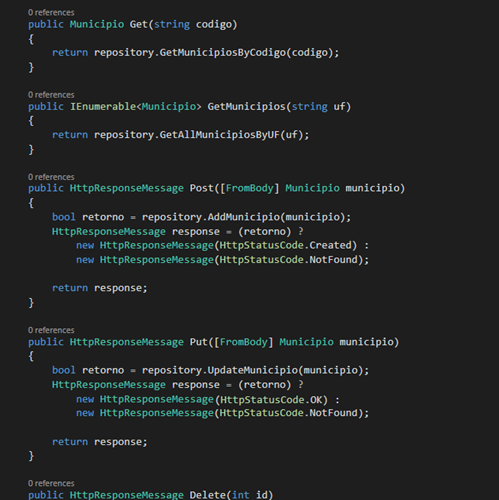 0 references
public Municipio Get(string codigo)
{
    return repository.GetMunicipiosByCodigo(codigo);
}
0 references
public IEnumerable<Municipio> GetMunicipios(string uf)
{
    return repository.GetAllMunicipiosByUF(uf);
}
0 references
public HttpResponseMessage Post([FromBody] Municipio municipio)
{
    bool retorno = repository.AddMunicipio(municipio);
    HttpResponseMessage response = (retorno) ?
        new HttpResponseMessage(HttpStatusCode.Created) :
        new HttpResponseMessage(HttpStatusCode.NotFound);
    return response;
}
0 references
public HttpResponseMessage Put([FromBody] Municipio municipio)
{
    bool retorno = repository.UpdateMunicipio(municipio);
    HttpResponseMessage response = (retorno) ?
        new HttpResponseMessage(HttpStatusCode.OK) :
        new HttpResponseMessage(HttpStatusCode.NotFound);
    return response;
}
0 references
public HttpResponseMessage Delete(int id)